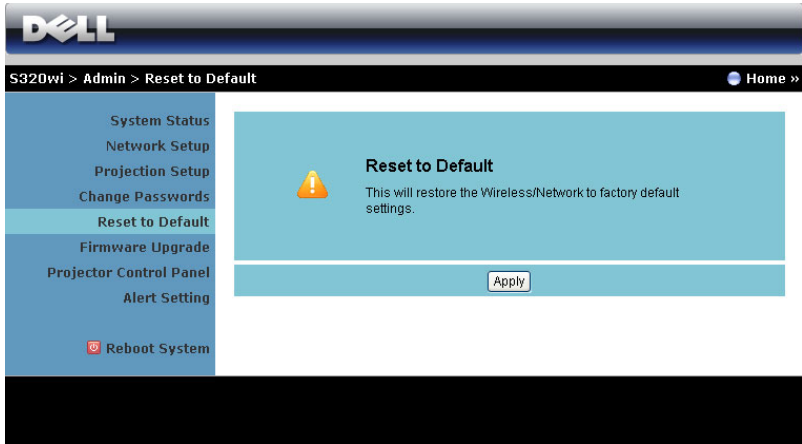 DELL
S320wi > Admin > Reset to Default
Home »
System Status
Network Setup
Projection Setup
Change Passwords
Reset to Default
Firmware Upgrade
Projector Control Panel
Alert Setting
Reboot System
Reset to Default
This will restore the Wireless/Network to factory default
settings.
Apply